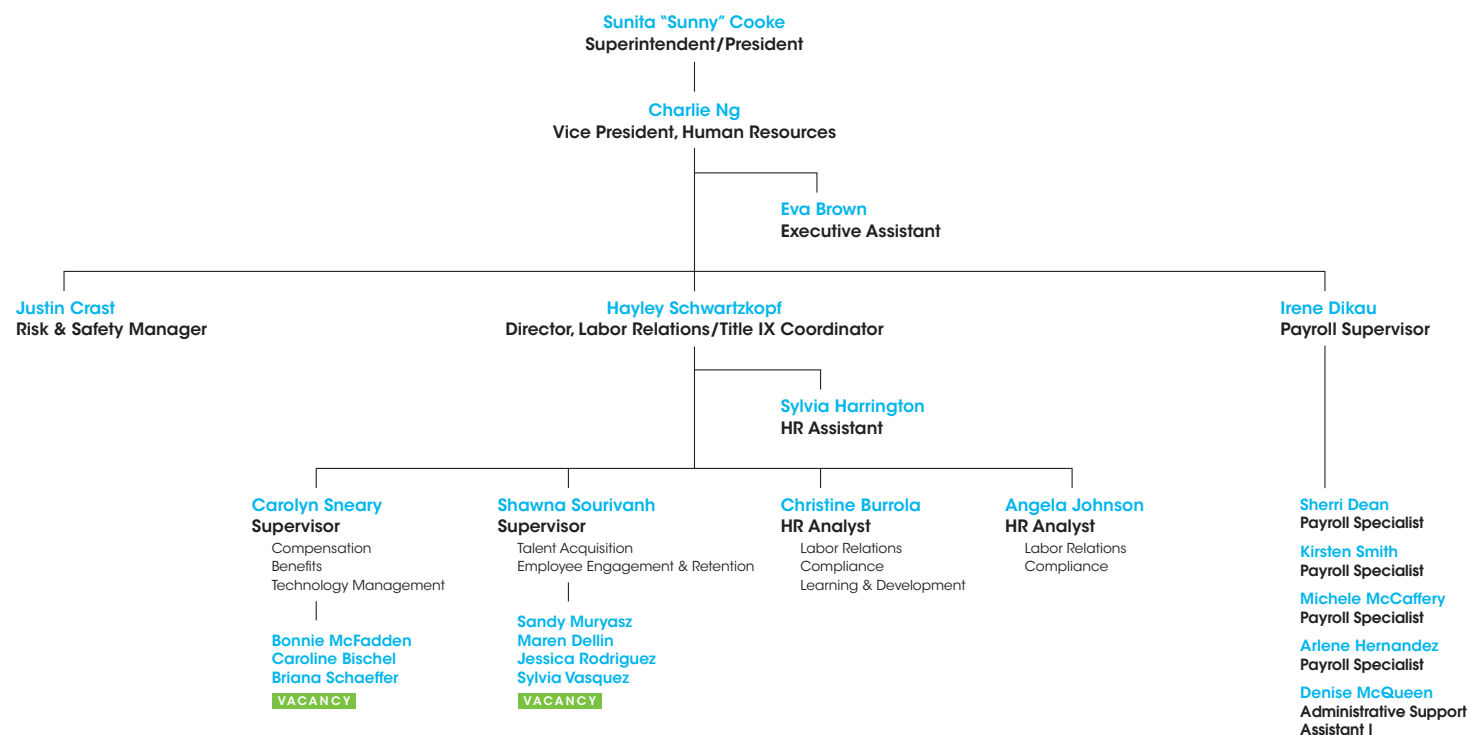 Sunita “Sunny” Cooke
Superintendent/President
Charlie Ng
Vice President, Human Resources
Eva Brown
Executive Assistant
Justin Crast
Risk & Safety Manager
Hayley Schwartzkopf
Director, Labor Relations/Title IX Coordinator
Irene Dikau
Payroll Supervisor
Sylvia Harrington
HR Assistant
Carolyn Sneary
Supervisor
Compensation
Benefits
Technology Management
Bonnie McFadden
Caroline Bischel
Briana Schaeffer
VACANCY
Shawna Sourivanh
Supervisor
Talent Acquisition
Employee Engagement & Retention
Sandy Muryasz
Maren Dellin
Jessica Rodriguez
Sylvia Vasquez
VACANCY
Christine Burrola
HR Analyst
Labor Relations
Compliance
Learning & Development
Angela Johnson
HR Analyst
Labor Relations
Compliance
Sherri Dean
Payroll Specialist
Kirsten Smith
Payroll Specialist
Michele McCaffery
Payroll Specialist
Arlene Hernandez
Payroll Specialist
Denise McQueen
Administrative Support
Assistant I